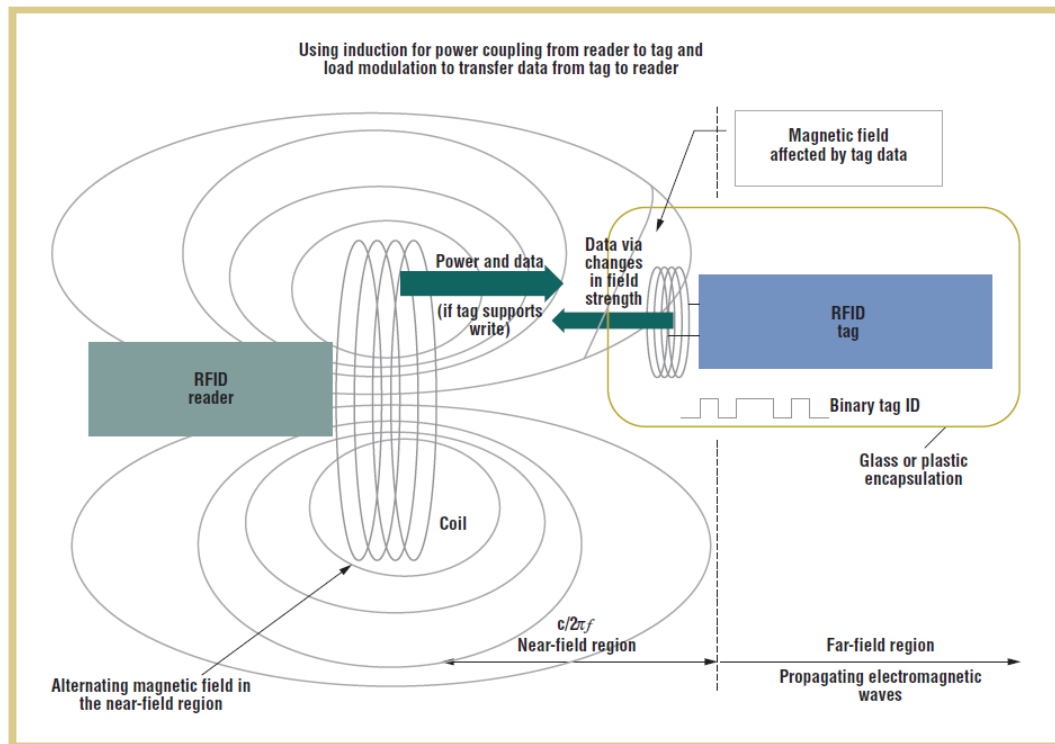 Using induction for power coupling from reader to tag and
load modulation to transfer data from tag to reader
Magnetic field
affected by tag data
Power and data
(if tag supports
write)
Data via
changes
in field
strength
RFID
tag
RFID
reader
Binary tag ID
Glass or plastic
encapsulation
Coil
c/2πf
Near-field region
Far-field region
Propagating electromagnetic
waves
Alternating magnetic field in
the near-field region